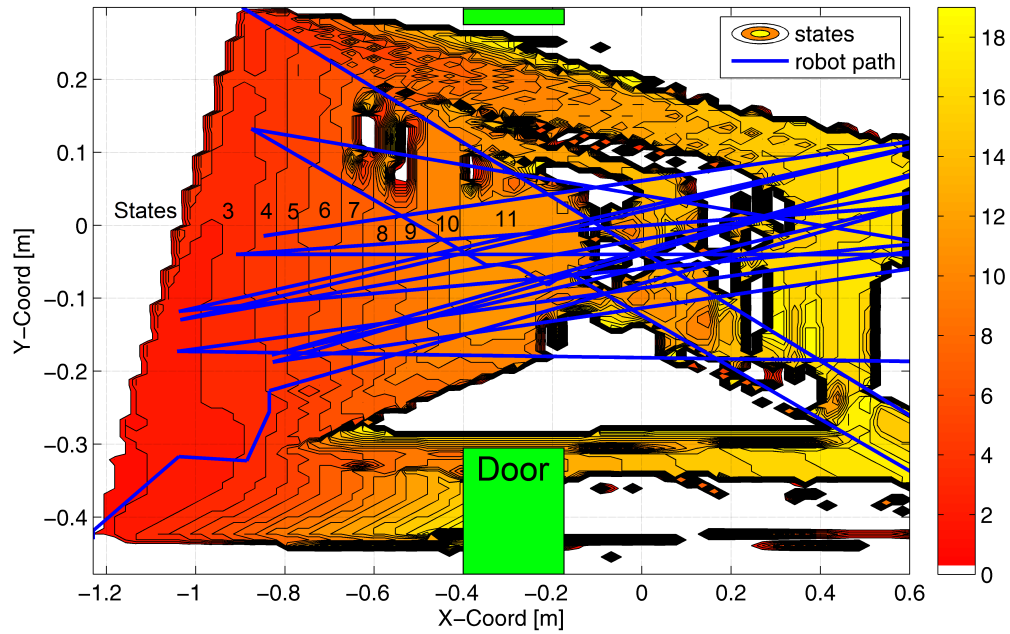 states
robot path
18
16
14
12
10
8
6
4
2
0
0.2
0.1
0
−0.1
−0.2
−0.3
−0.4
Y−Coord [m]
States 3 4 5 6 7 8 9 10 11
Door
−1.2 −1 −0.8 −0.6 −0.4 −0.2 0 0.2 0.4 0.6
X−Coord [m]